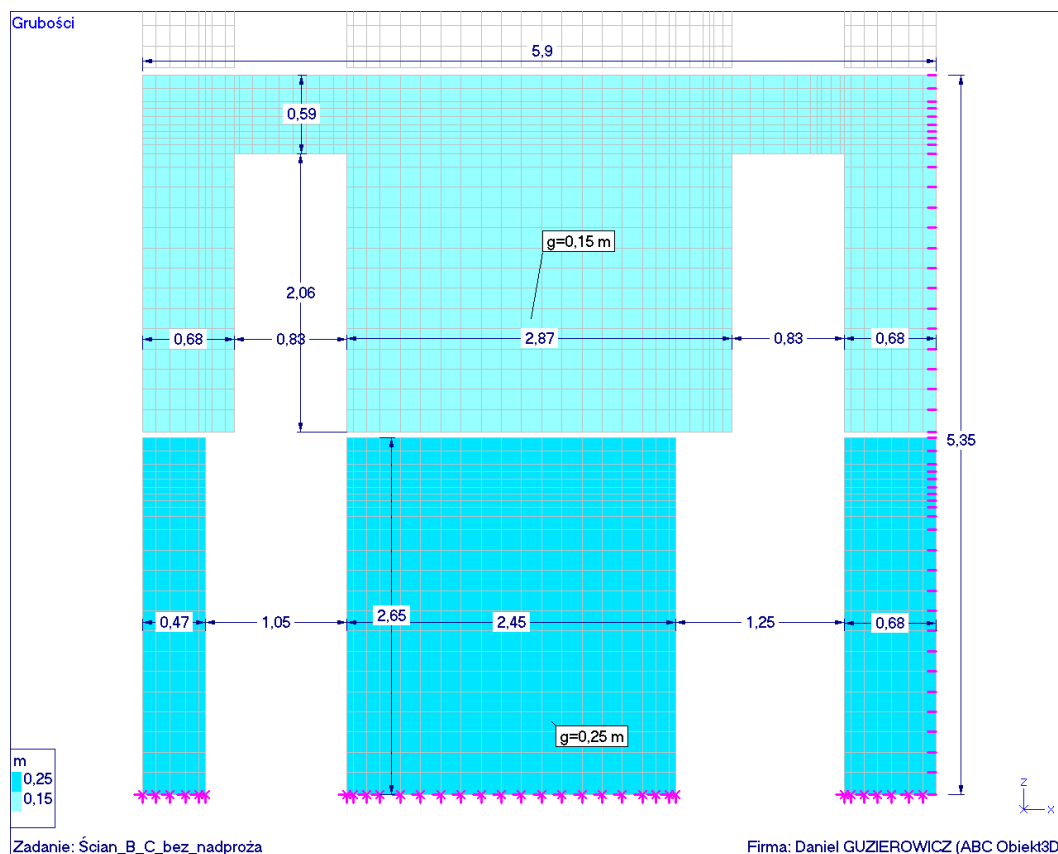 Grubości
5,9
0,59
g=0,15 m
2,06
0,68
0,83
2,87
0,83
0,68
5,35
2,65
0,47
1,05
2,45
1,25
0,68
g=0,25 m
m
0,25
0,15
z
x
Zadanie: Ścian_B_C_bez_nadproża
Firma: Daniel GUZIEROWICZ (ABC Obiekt3D